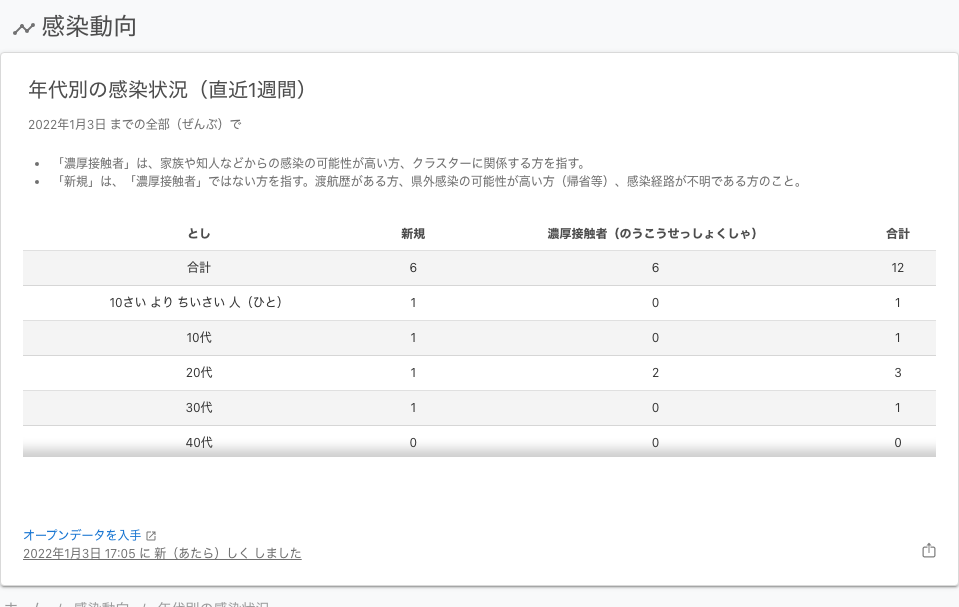 感染動向
年代別の感染状況（直近1週間）
2022年1月3日 までの全部（ぜんぶ）で
• 「濃厚接触者」は、家族や知人などからの感染の可能性が高い方、クラスターに関係する方を指す。
• 「新規」は、「濃厚接触者」ではない方を指す。渡航歴がある方、県外感染の可能性が高い方（帰省等）、感染経路が不明である方のこと。
とし 新規 濃厚接触者（のうこうせっしょくしゃ） 合計
合計 6 6 12
10さい より ちいさい 人（ひと） 1 0 1
10代 1 0 1
20代 1 2 3
30代 1 0 1
40代 0 0 0
オープンデータを入手
2022年1月3日 17:05 に 新（あたら）しく しました